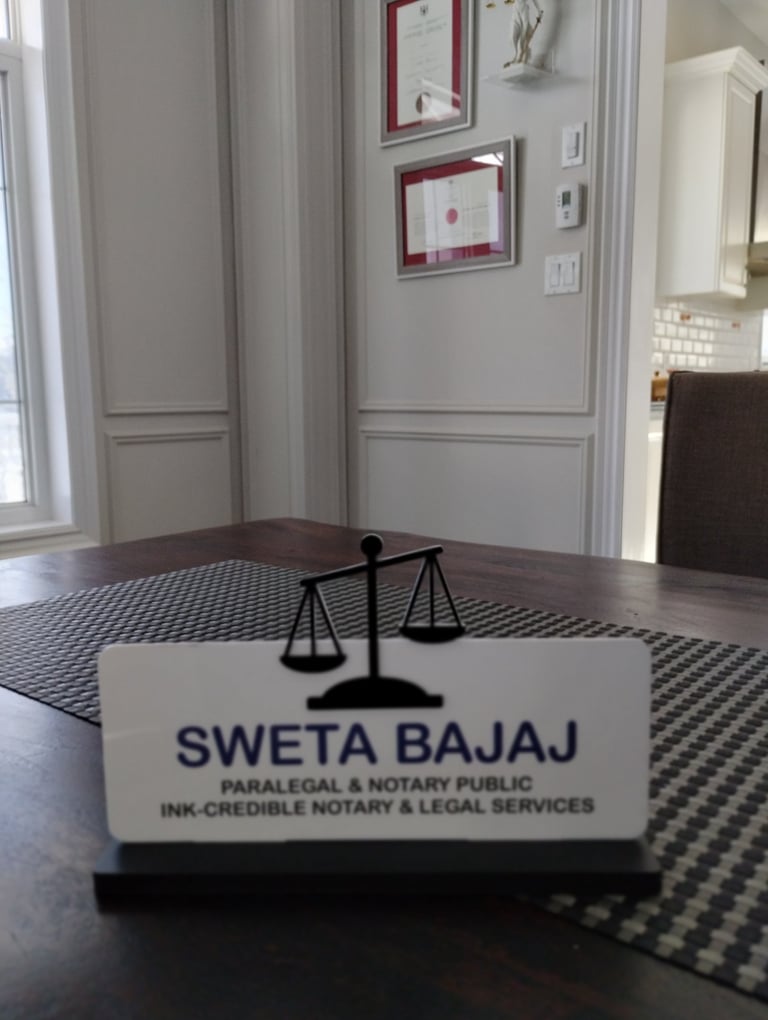 SWETA BAJAJ
PARALEGAL & NOTARY PUBLIC
INK-CREDIBLE NOTARY & LEGAL SERVICES